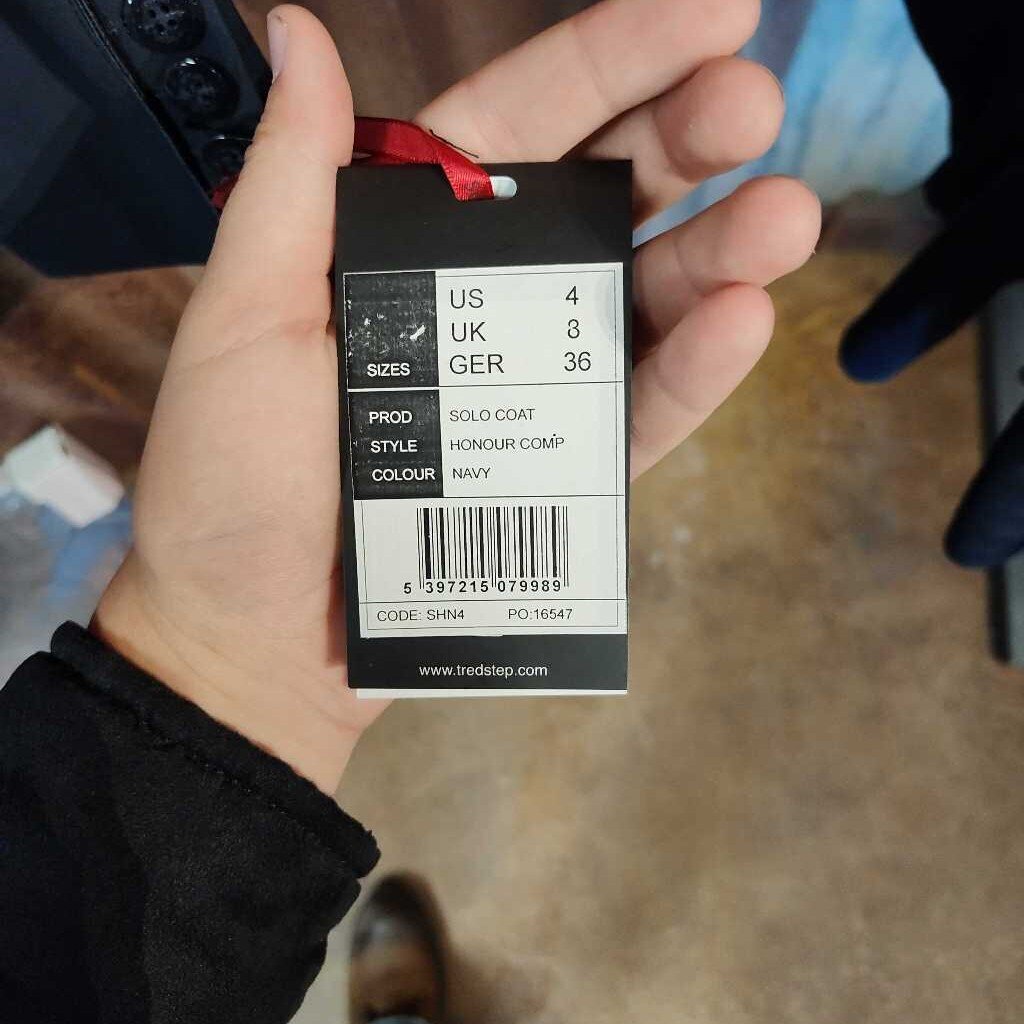 US 4
UK 8
GER 36
SIZES
PROD SOLO COAT
STYLE HONOUR COMP
COLOUR NAVY
5 397215 079989
CODE: SHN4 PO:16547
www.tredstep.com